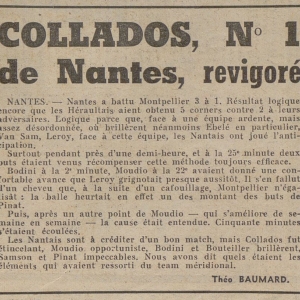 COLLADOS, No 1
de Nantes, revigoré
NANTES. — Nantes a battu Montpellier 3 à 1. Résultat logique
encore que les Héraultais aient obtenu 5 corners contre 2 à leurs
adversaires. Logique parce que, face à une équipe ardente, mais
assez désordonnée, où brillèrent néanmoins Ebelé en particulier,
Van Sam, Leroy, face à cette équipe, les Nantais ont joué l'anti-
cipation.
Surtout pendant près d'une demi-heure, et à la 25e minute deux
buts étaient venus récompenser cette méthode toujours efficace.
Bodini à la 2e minute, Moudio à la 22e avaient donné une con-
fortable avance que Leroy grignotait presque aussitôt. Il s'en fallut
d'un cheveu que, à la suite d'un cafouillage, Montpellier n'éga-
lisât: la balle heurtait en effet un des montants des buts de
Pinat.
Puis, après un autre point de Moudio — qui s'améliore de se-
maine en semaine — la cause était entendue. Cinquante minutes
s'étaient écoulées,
Les Nantais sont à créditer d'un bon match, mais Collados fut
étincelant, Moudio opportuniste, Bodini et Bouteiller brillèrent,
Samson et Pinat impeccables. Nous avons dit quels étaient les
éléments qui avaient ressorti du team méridional.
Théo BAUMARD.